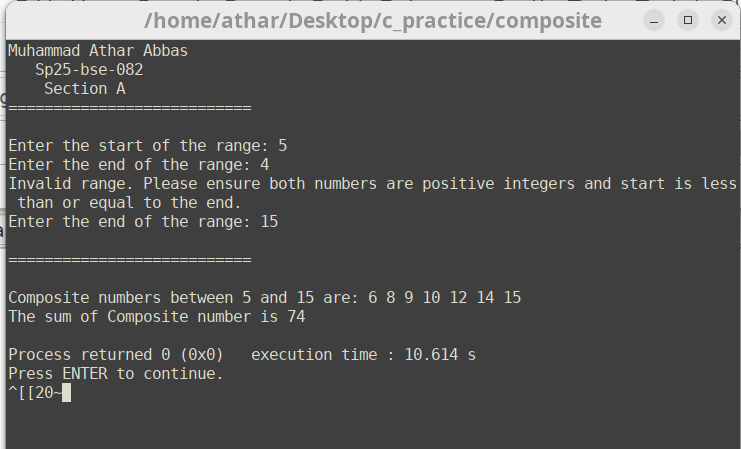 /home/athar/Desktop/c_practice/composite
Muhammad Athar Abbas
Sp25-bse-082
Section A
===========================
Enter the start of the range: 5
Enter the end of the range: 4
Invalid range. Please ensure both numbers are positive integers and start is less
than or equal to the end.
Enter the end of the range: 15
===========================
Composite numbers between 5 and 15 are: 6 8 9 10 12 14 15
The sum of Composite number is 74
Process returned 0 (0x0)   execution time : 10.614 s
Press ENTER to continue.
^[[20~